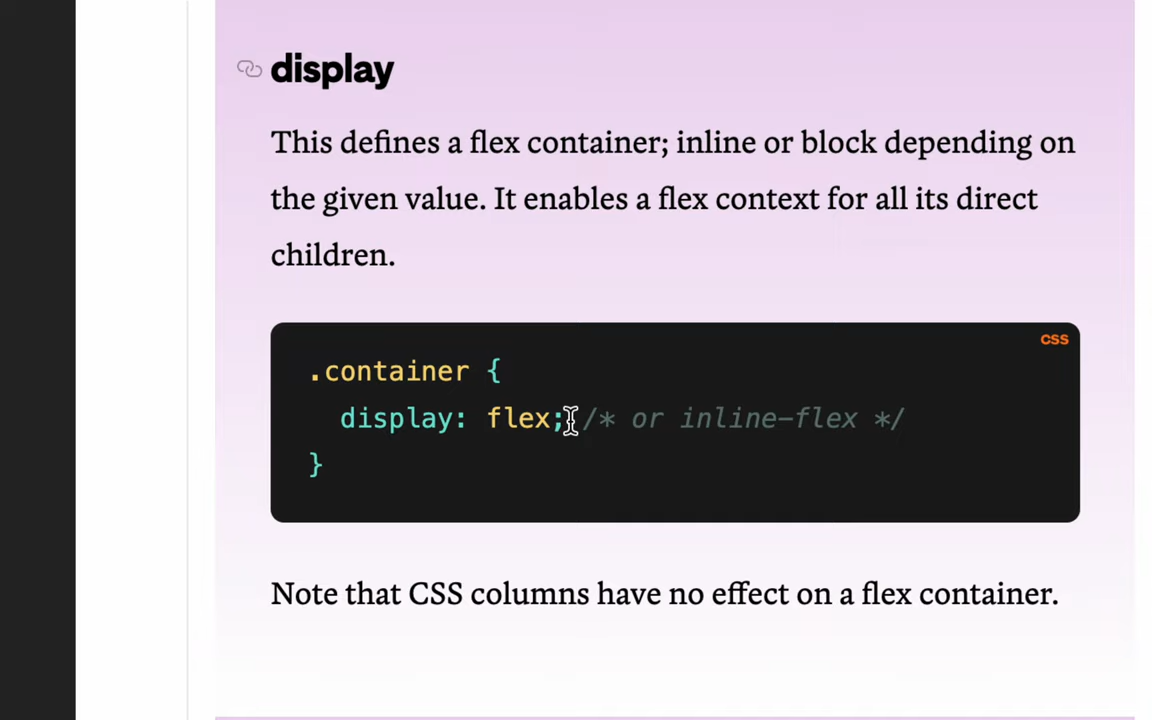 display
This defines a flex container; inline or block depending on
the given value. It enables a flex context for all its direct
children.
CSS
.container {
  display: flex; /* or inline-flex */
}
Note that CSS columns have no effect on a flex container.